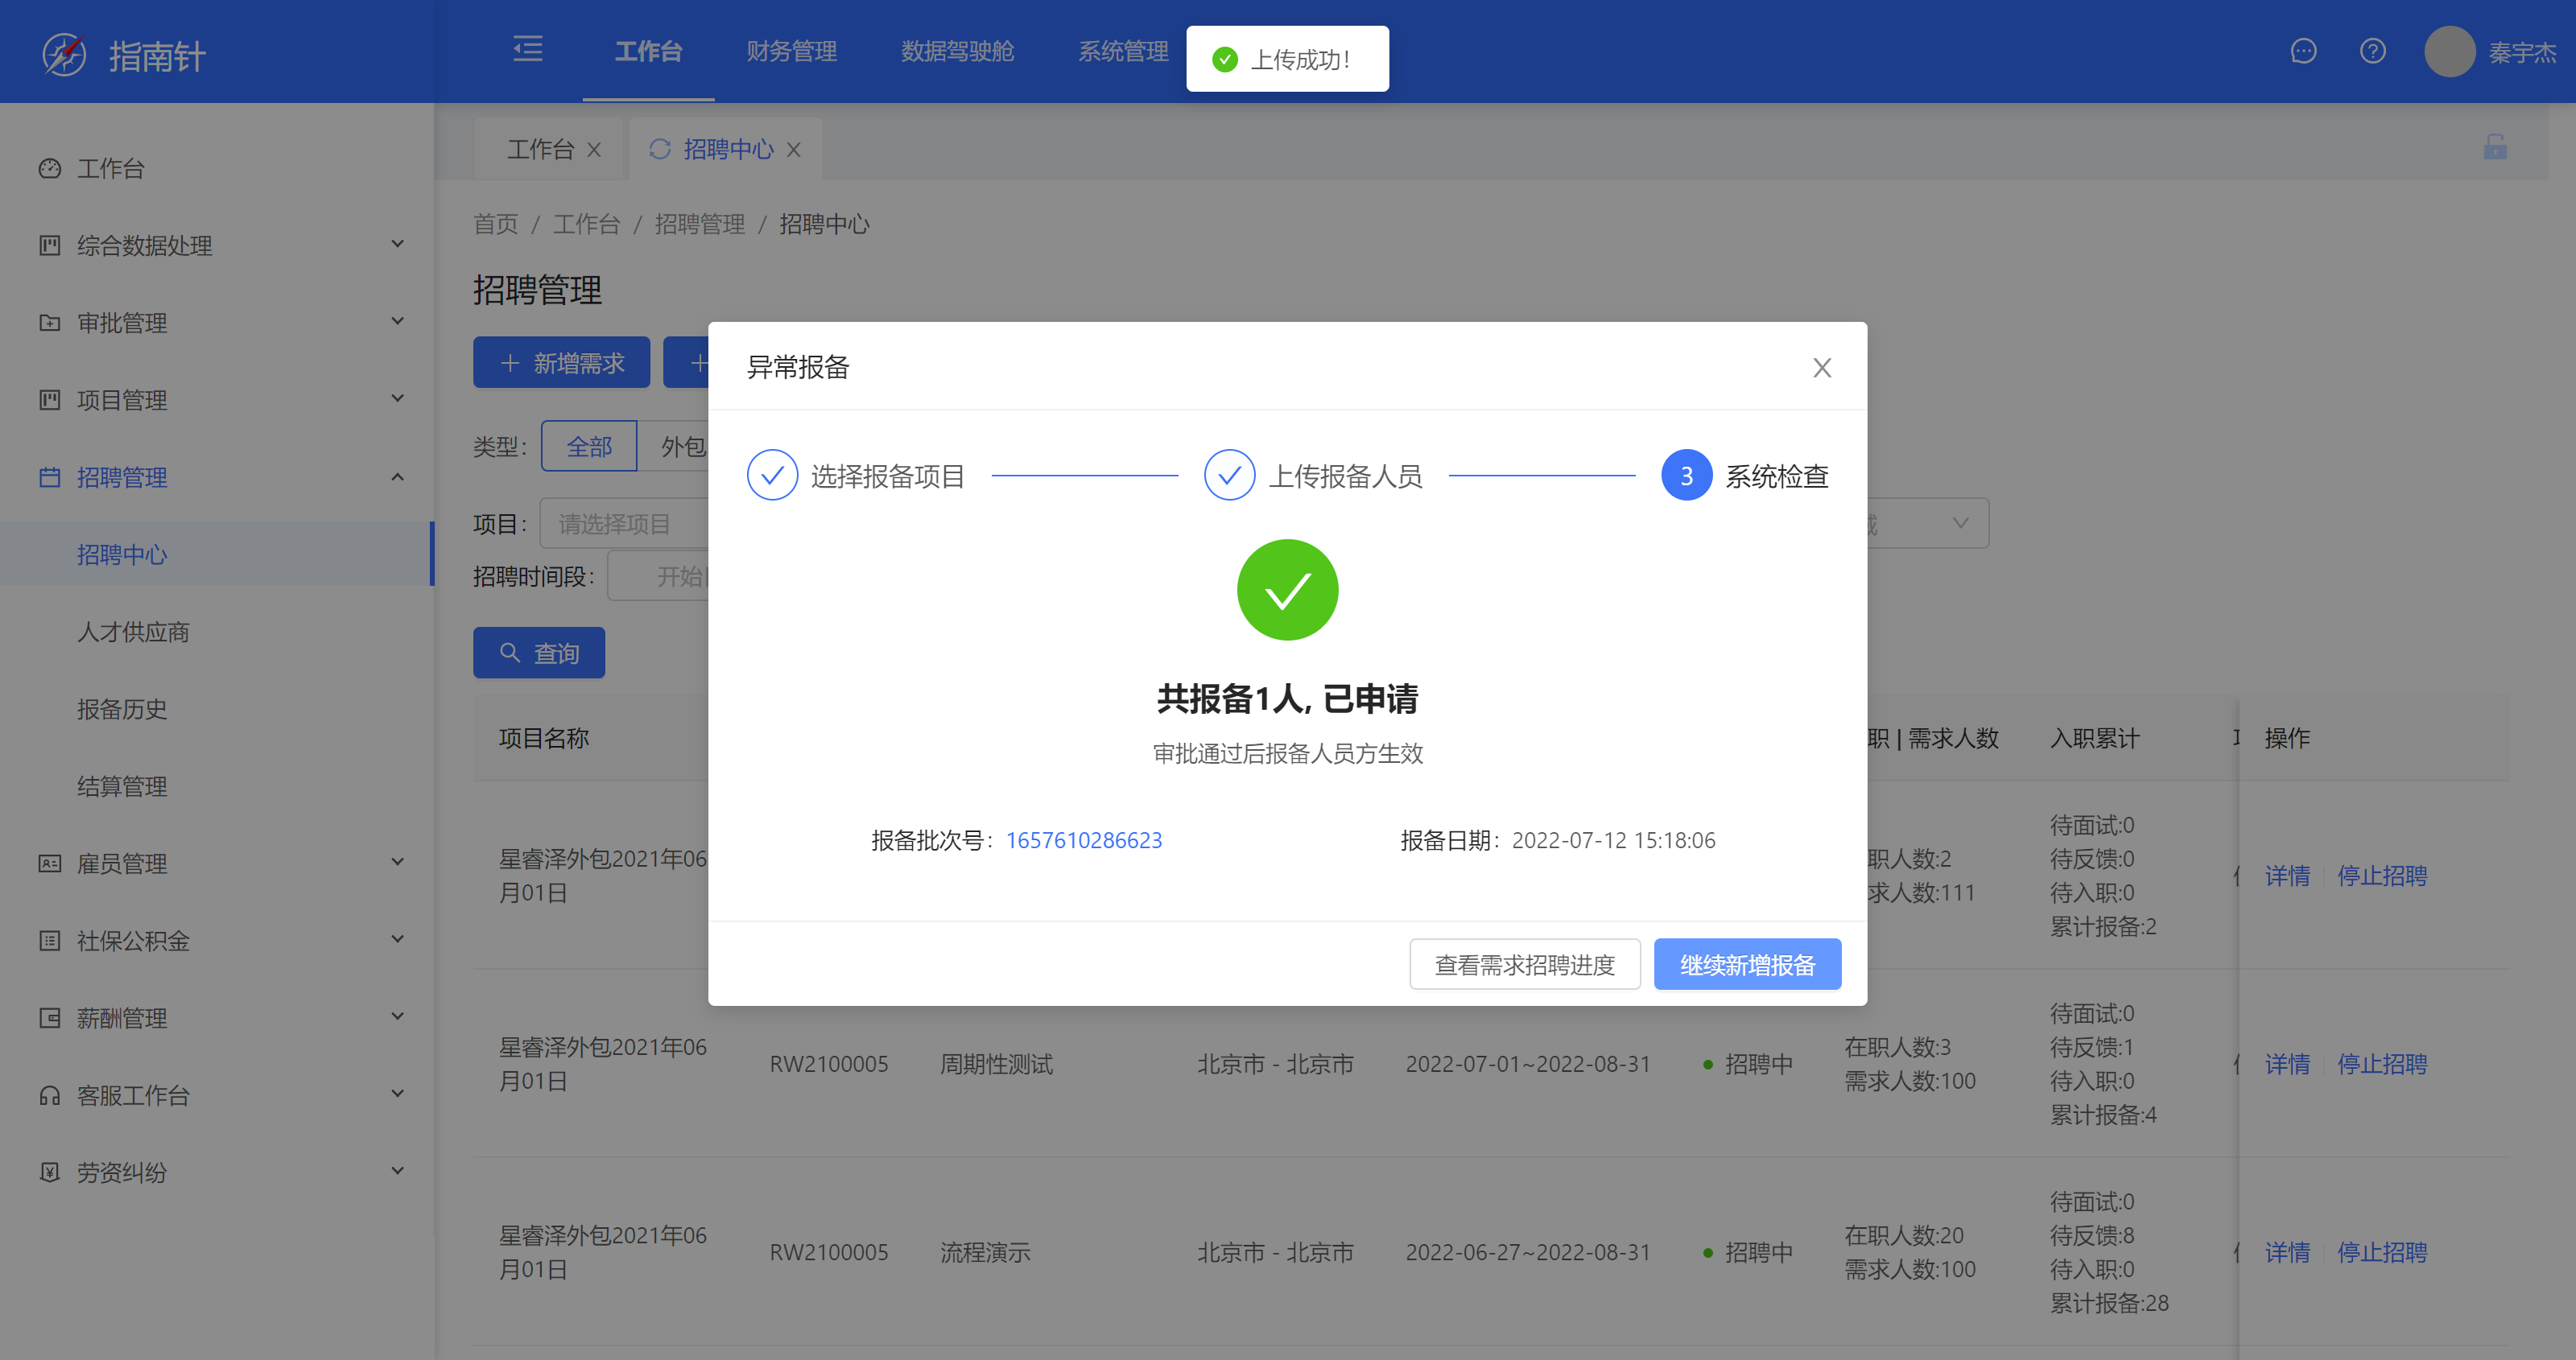 指南针
工作台
财务管理
数据驾驶舱
系统管理
上传成功！
秦宇杰
工作台
综合数据处理
审批管理
项目管理
招聘管理
招聘中心
人才供应商
报备历史
结算管理
雇员管理
社保公积金
薪酬管理
客服工作台
劳资纠纷
工作台
招聘中心
首页 / 工作台 / 招聘管理 / 招聘中心
招聘管理
新增需求
类型：
全部
外包
项目：
请选择项目
招聘时间段：
开始
查询
异常报备
选择报备项目
上传报备人员
3 系统检查
共报备1人, 已申请
审批通过后报备人员方生效
报备批次号：1657610286623
报备日期：2022-07-12 15:18:06
查看需求招聘进度
继续新增报备
项目名称
职 | 需求人数
入职累计
操作
星睿泽外包2021年06
月01日
职人数:2
求人数:111
待面试:0
待反馈:0
待入职:0
累计报备:2
详情
停止招聘
星睿泽外包2021年06
月01日
RW2100005
周期性测试
北京市 - 北京市
2022-07-01~2022-08-31
招聘中
在职人数:3
需求人数:100
待面试:0
待反馈:1
待入职:0
累计报备:4
详情
停止招聘
星睿泽外包2021年06
月01日
RW2100005
流程演示
北京市 - 北京市
2022-06-27~2022-08-31
招聘中
在职人数:20
需求人数:100
待面试:0
待反馈:8
待入职:0
累计报备:28
详情
停止招聘